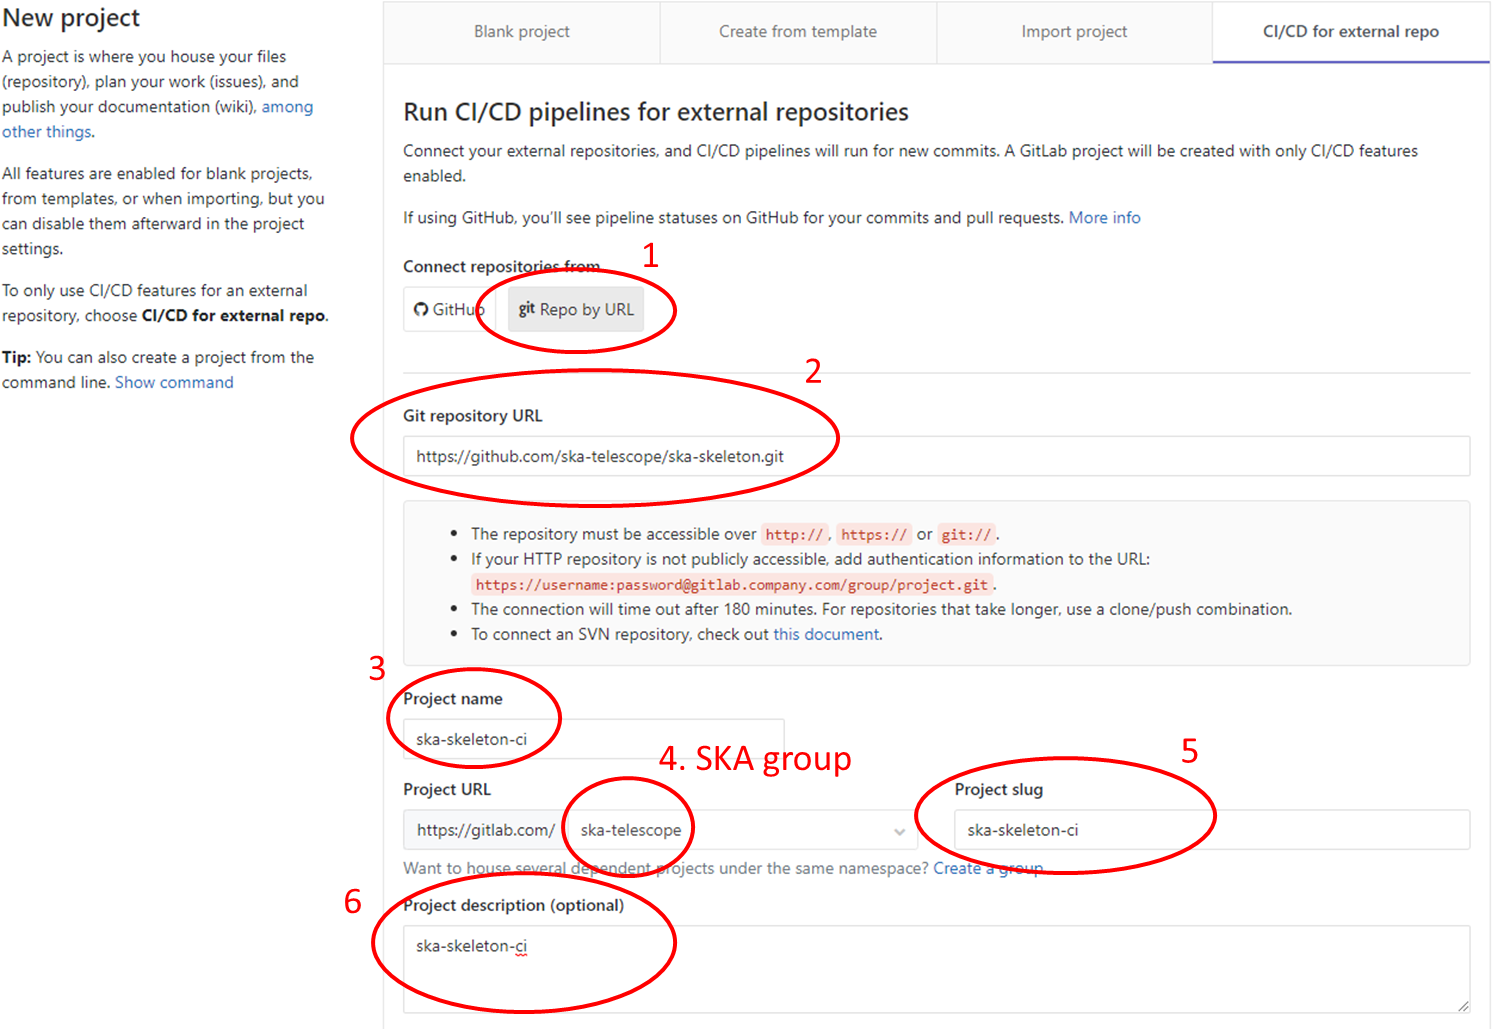 New project
A project is where you house your files
(repository), plan your work (issues), and
publish your documentation (wiki), among
other things.
All features are enabled for blank projects,
from templates, or when importing, but you
can disable them afterward in the project
settings.
To only use CI/CD features for an external
repository, choose CI/CD for external repo.
Tip: You can also create a project from the
command line. Show command
Blank project
Create from template
Import project
CI/CD for external repo
Run CI/CD pipelines for external repositories
Connect your external repositories, and CI/CD pipelines will run for new commits. A GitLab project will be created with only CI/CD features
enabled.
If using GitHub, you’ll see pipeline statuses on GitHub for your commits and pull requests. More info
1
Connect repositories from
GitHub
git Repo by URL
2
Git repository URL
https://github.com/ska-telescope/ska-skeleton.git
• The repository must be accessible over http://, https:// or git://.
• If your HTTP repository is not publicly accessible, add authentication information to the URL:
https://username:password@gitlab.company.com/group/project.git.
• The connection will time out after 180 minutes. For repositories that take longer, use a clone/push combination.
• To connect an SVN repository, check out this document.
3
Project name
ska-skeleton-ci
4. SKA group
5
Project URL
Project slug
https://gitlab.com/
ska-telescope
ska-skeleton-ci
Want to house several dependent projects under the same namespace? Create a group.
6
Project description (optional)
ska-skeleton-ci